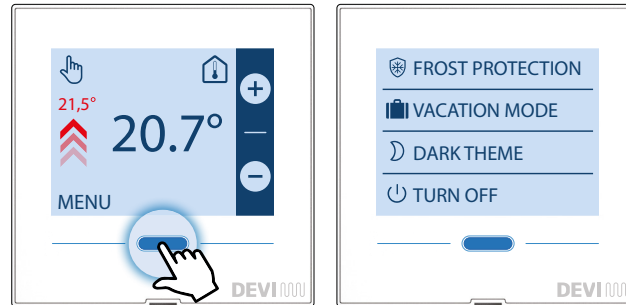 21,5°
20.7°
MENU
DEVI
FROST PROTECTION
VACATION MODE
DARK THEME
TURN OFF
DEVI